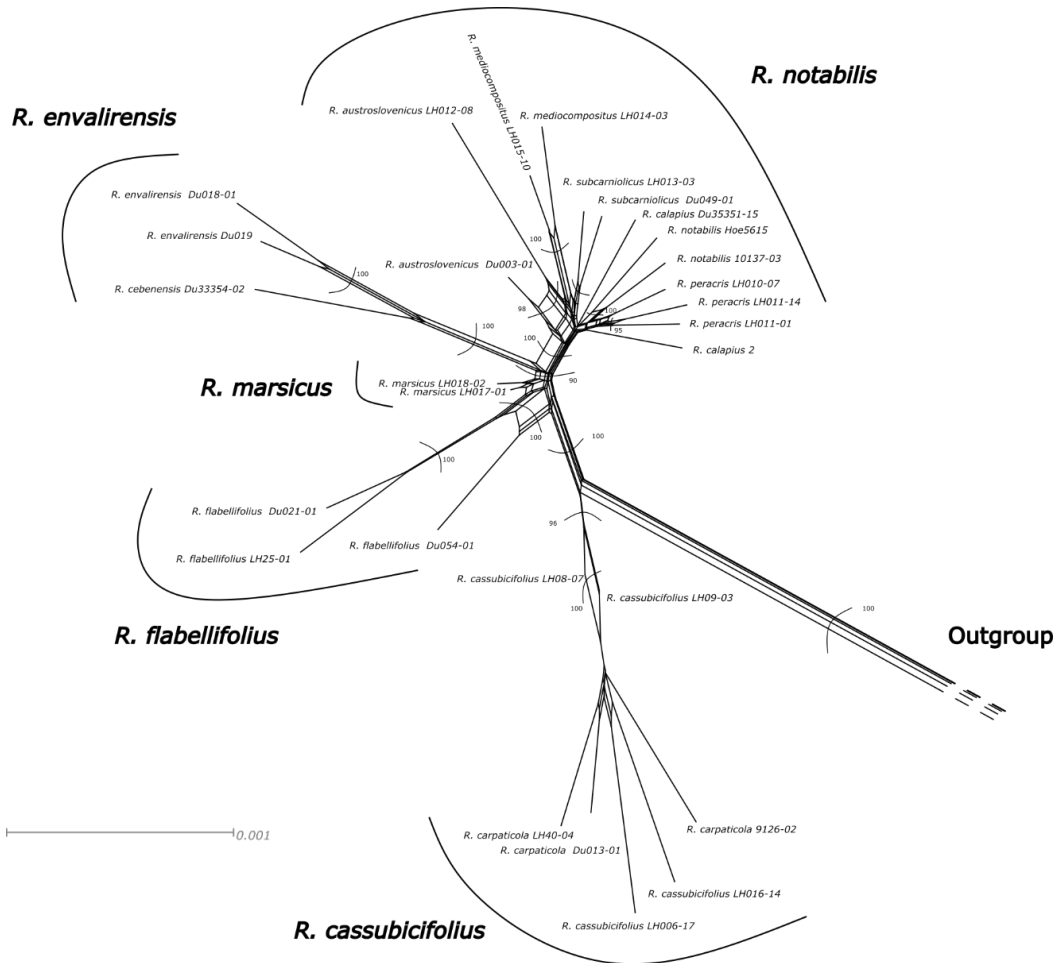 R. notabilis
R. mediocompositus LH015-10
R. austroslovenicus LH012-08
R. mediocompositus LH014-03
R. envalirensis
R. subcarniolicus LH013-03
R. envalirensis Du018-01
R. subcarniolicus Du049-01
R. calapius Du35351-15
R. notabilis Hoe5615
R. envalirensis Du019
100
R. notabilis 10137-03
R. austroslovenicus Du003-01
100
R. peracris LH010-07
R. cebenensis Du33354-02
R. peracris LH011-14
98
100
R. peracris LH011-01
100
95
100
R. calapius 2
R. marsicus
R. marsicus LH018-02
90
R. marsicus LH017-01
100
100
100
R. flabellifolius Du021-01
96
R. flabellifolius Du054-01
R. flabellifolius LH25-01
R. cassubicifolius LH08-07
R. cassubicifolius LH09-03
100
100
R. flabellifolius
Outgroup
0.001
R. carpaticola LH40-04
R. carpaticola 9126-02
R. carpaticola Du013-01
R. cassubicifolius LH016-14
R. cassubicifolius LH006-17
R. cassubicifolius